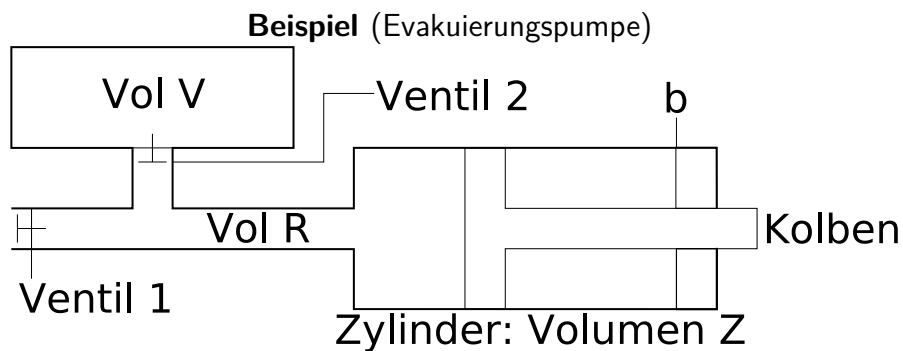 Beispiel (Evakuierungspumpe)
Vol V
Ventil 2
b
Vol R
Kolben
Ventil 1
Zylinder: Volumen Z